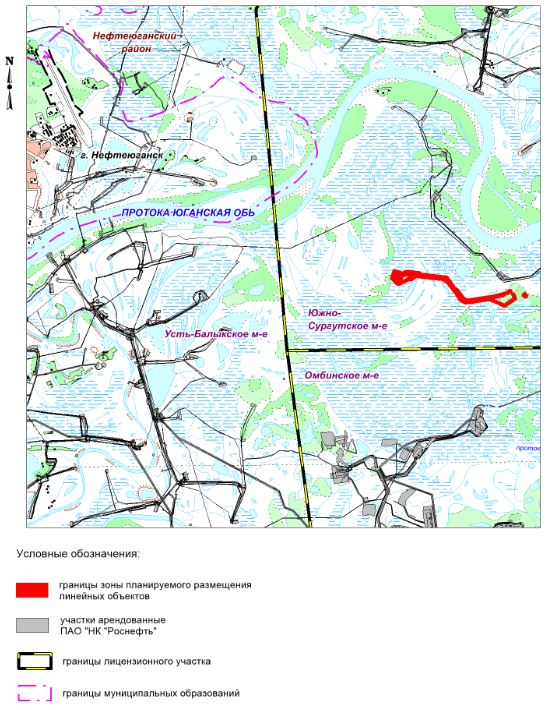 Нефтеюганский
район
N
г. Нефтеюганск
ПРОТОКА ЮГАНСКАЯ ОБЬ
Южно-
Сургутское м-е
Усть-Балыкское м-е
Омбинское м-е
проток
Условные обозначения:
границы зоны планируемого размещения
линейных объектов
участки арендованные
ПАО "НК "Роснефть"
границы лицензионного участка
границы муниципальных образований